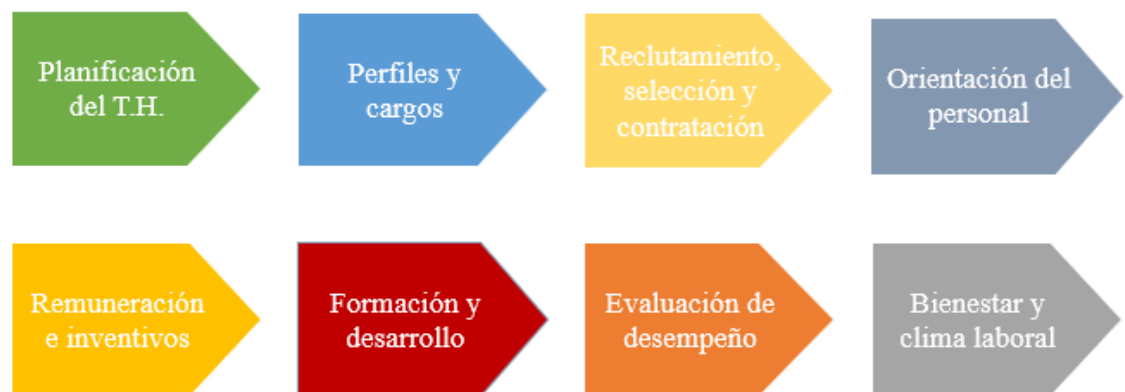 Planificación
del T.H.
Perfiles y
cargos
Reclutamiento,
selección y
contratación
Orientación del
personal
Remuneración
e inventivos
Formación y
desarrollo
Evaluación de
desempeño
Bienestar y
clima laboral